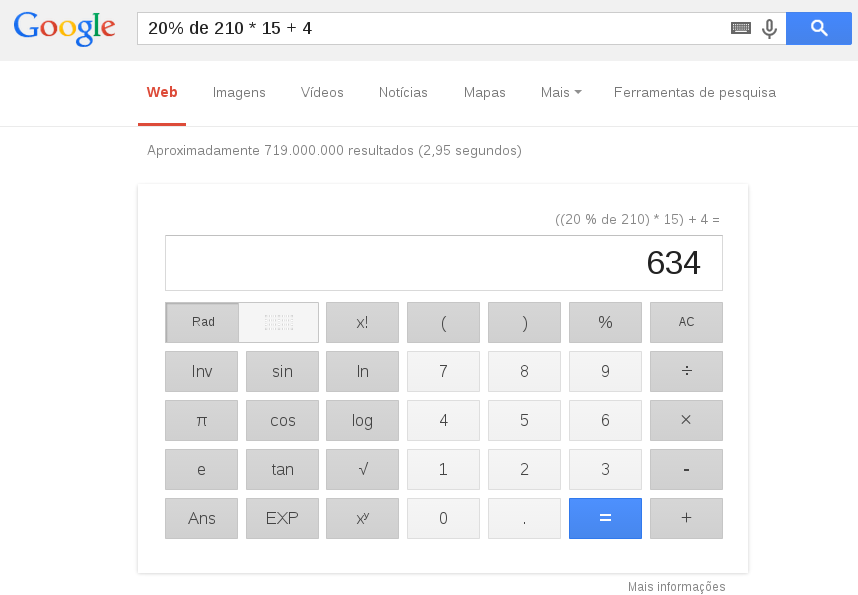 Google 20% de 210 * 15 + 4
Web Imagens Vídeos Notícias Mapas Mais Ferramentas de pesquisa
Aproximadamente 719.000.000 resultados (2,95 segundos)
((20 % de 210) * 15) + 4 =
634
Rad x! ( ) % AC
Inv sin ln 7 8 9 ÷
π cos log 4 5 6 ×
e tan √ 1 2 3 -
Ans EXP xʸ 0 . = +
Mais informações